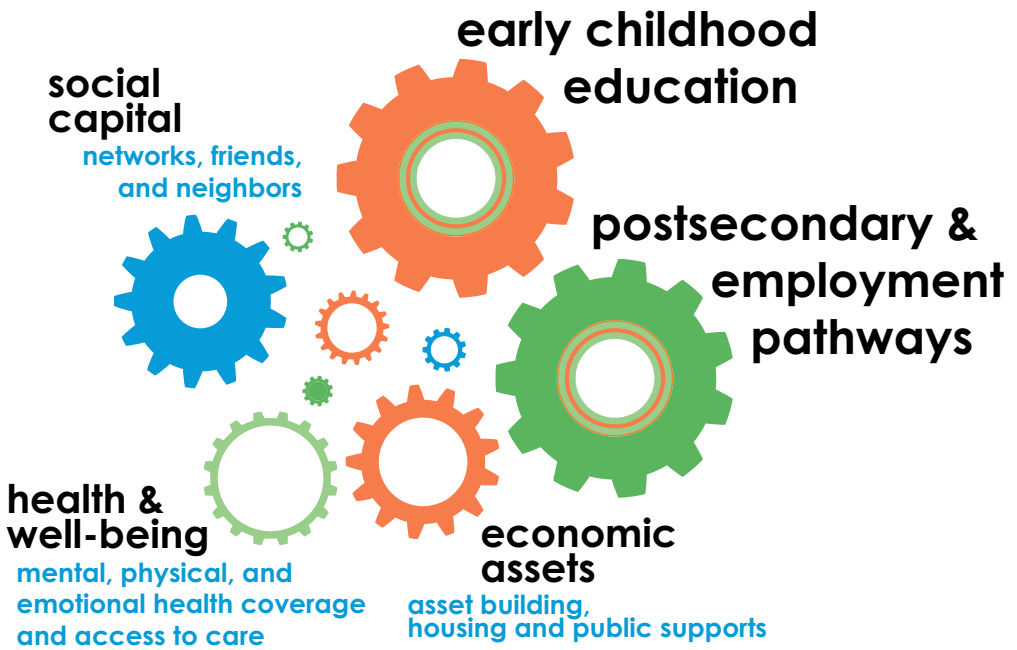 early childhood
education
social
capital
networks, friends,
and neighbors
postsecondary &
employment
pathways
health &
well-being
mental, physical, and
emotional health coverage
and access to care
economic
assets
asset building,
housing and public supports